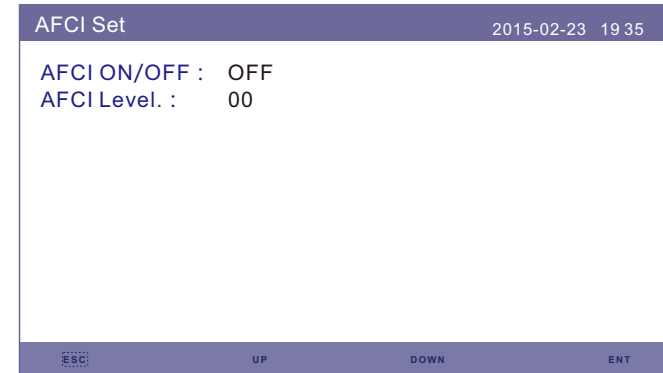 AFCI Set 2015-02-23 19 35
AFCI ON/OFF : OFF
AFCI Level. : 00
ESC UP DOWN ENT